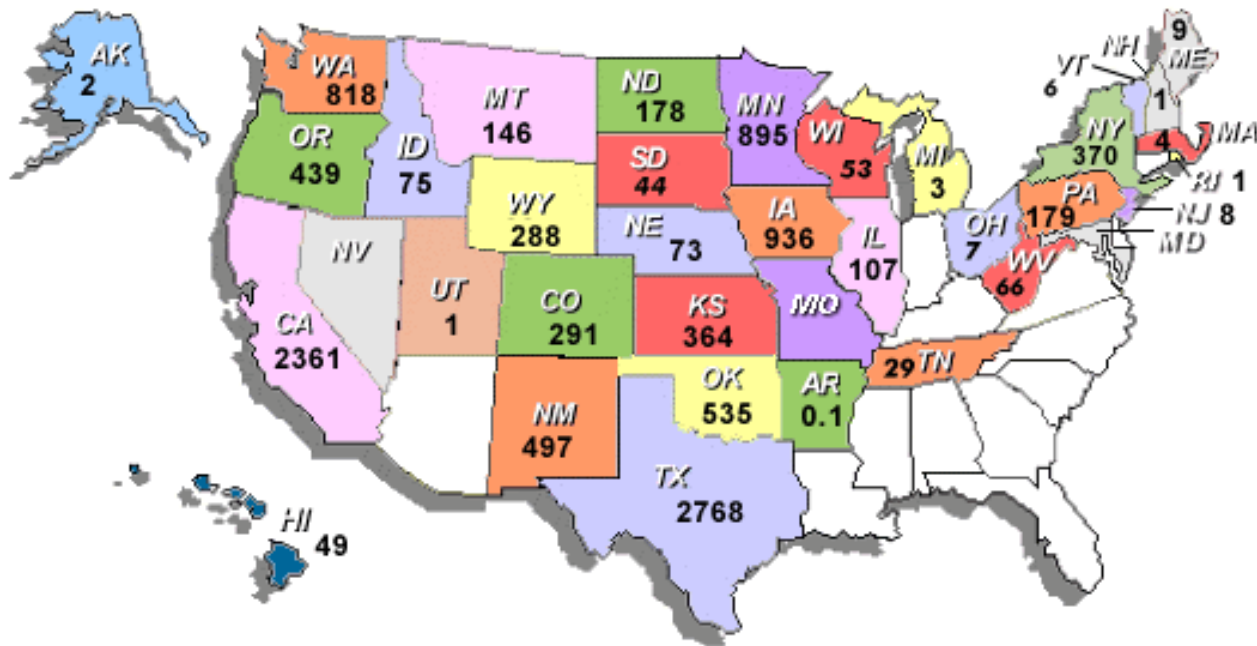 AK
2
WA
818
OR
439
ID
75
MT
146
WY
288
NV
UT
1
CO
291
CA
2361
NM
497
ND
178
SD
44
NE
73
KS
364
OK
535
TX
2768
MN
895
IA
936
MO
AR
0.1
WI
53
IL
107
MI
3
OH
7
WV
66
29 TN
PA
179
NY
370
VT
6
NH
1
9
ME
4
MA
RI 1
NJ 8
MD
HI
49